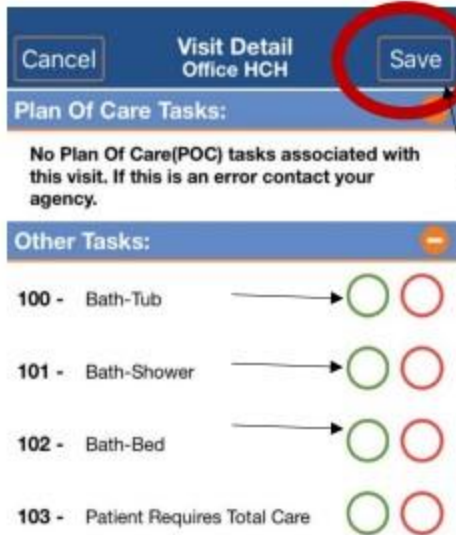 Cancel
Visit Detail
Save
Office HCH
Plan Of Care Tasks:
No Plan Of Care(POC) tasks associated with
this visit. If this is an error contact your
agency.
Other Tasks:
100 - Bath-Tub
101 - Bath-Shower
102 - Bath-Bed
103 - Patient Requires Total Care